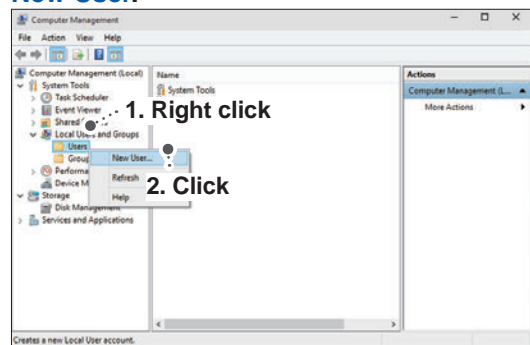 New User.
Computer Management
File Action View Help
Computer Management (Local)
System Tools
Task Scheduler
Event Viewer
Shared
Local Users and Groups
Users
Group
Performa
Device M
Storage
Disk Management
Services and Applications
Name
System Tools
1. Right click
New User...
Refresh
Help
2. Click
Actions
Computer Management (L...
More Actions
Creates a new Local User account.